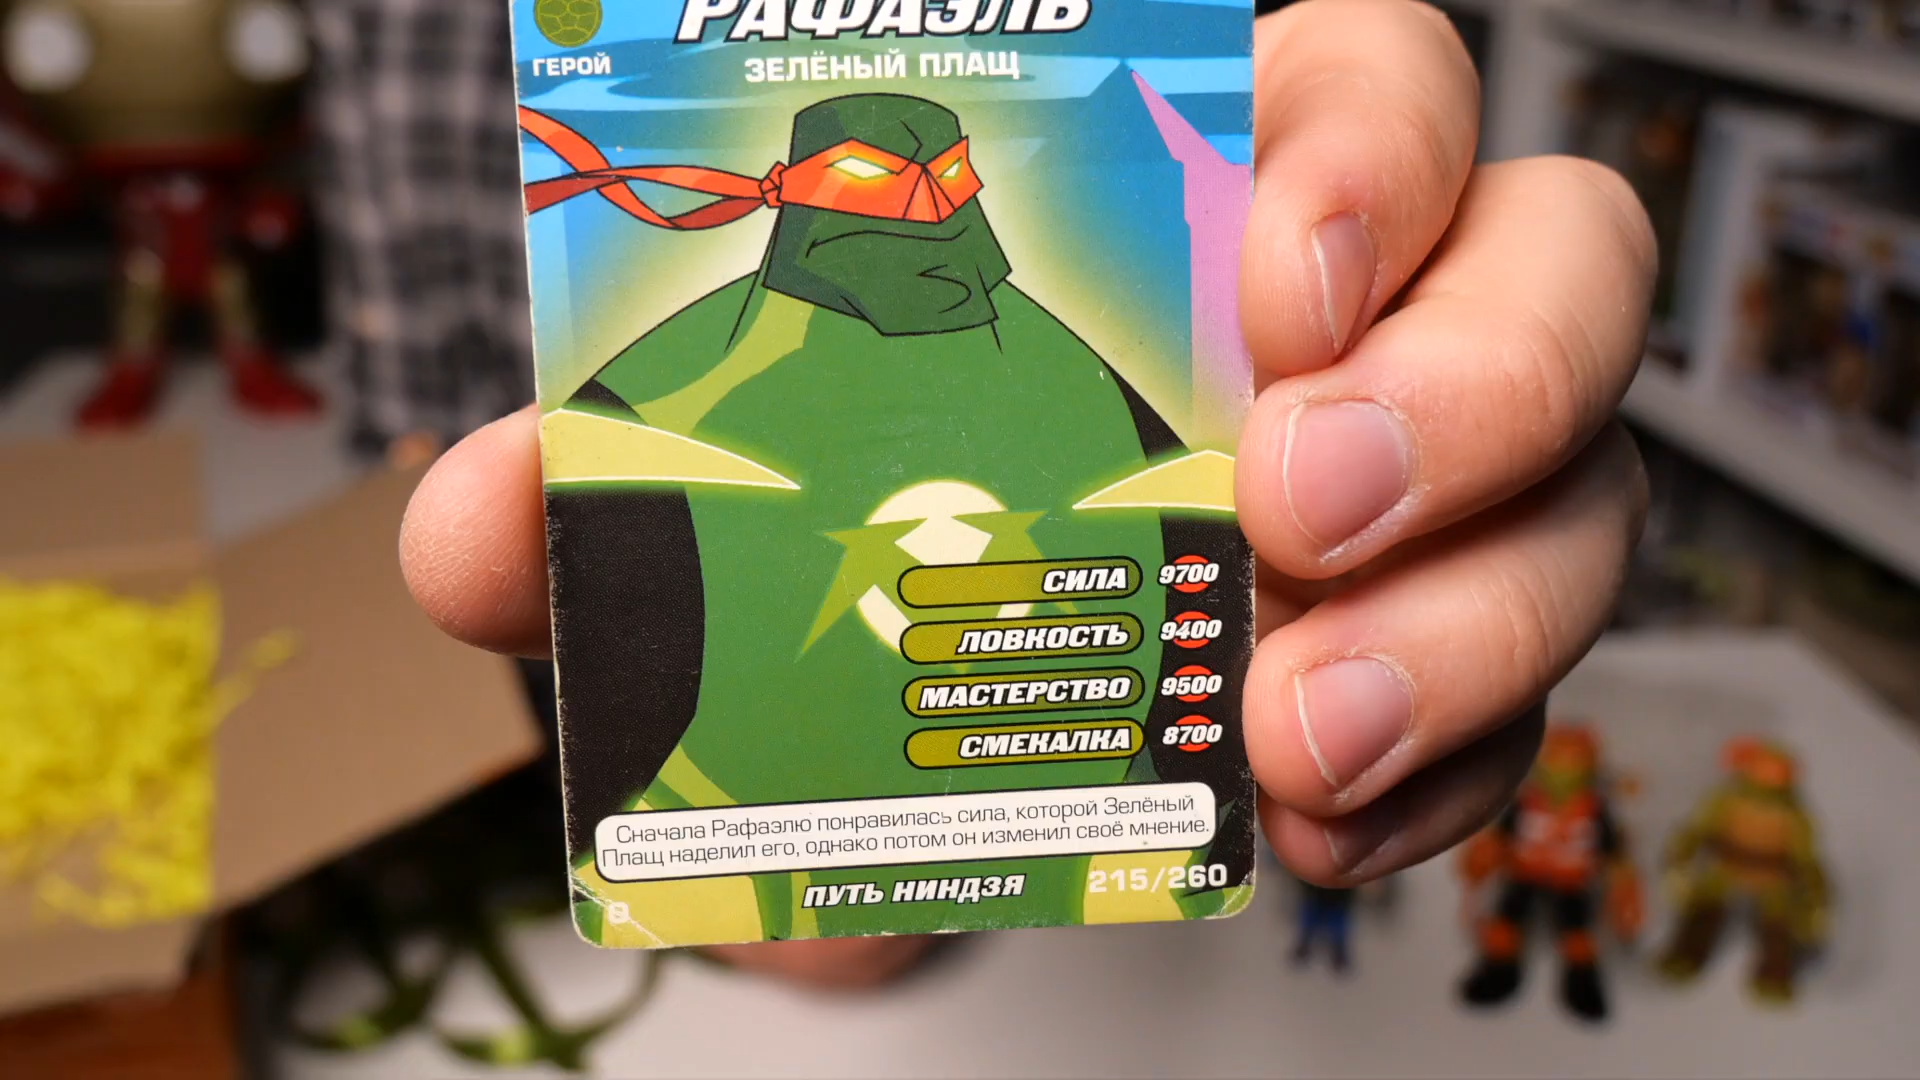 РАФАЭЛЬ
ГЕРОЙ
ЗЕЛЁНЫЙ ПЛАЩ
СИЛА 9700
ЛОВКОСТЬ 9400
МАСТЕРСТВО 9500
СМЕКАЛКА 8700
Сначала Рафаэлю понравилась сила, которой Зелёный
Плащ наделил его, однако потом он изменил своё мнение.
ПУТЬ НИНДЗЯ 215/260